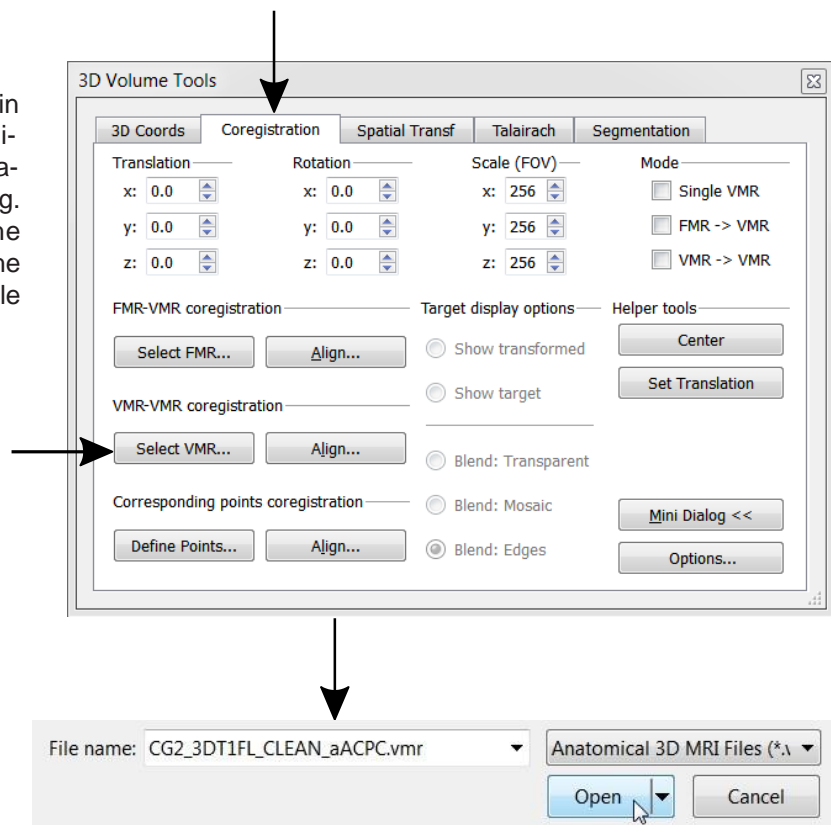 in
i-
a-
g.
he
he
le
3D Volume Tools
3D Coords Coregistration Spatial Transf Talairach Segmentation
Translation Rotation Scale (FOV) Mode
x: 0.0 x: 0.0 x: 256 Single VMR
y: 0.0 y: 0.0 y: 256 FMR -> VMR
z: 0.0 z: 0.0 z: 256 VMR -> VMR
FMR-VMR coregistration Target display options Helper tools
Select FMR... Align... Show transformed Center
Show target Set Translation
VMR-VMR coregistration
Select VMR... Align... Blend: Transparent
Corresponding points coregistration Blend: Mosaic Mini Dialog <<
Define Points... Align... Blend: Edges Options...
File name: CG2_3DT1FL_CLEAN_aACPC.vmr Anatomical 3D MRI Files (*.v
Open Cancel